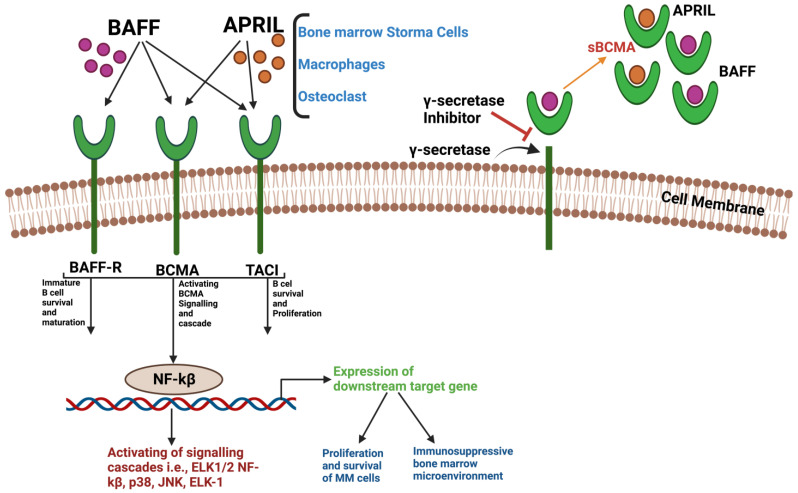 BAFF
APRIL
Bone marrow Storma Cells
Macrophages
Osteoclast
APRIL
sBCMA
BAFF
γ-secretase
Inhibitor
γ-secretase
Cell Membrane
BAFF-R
BCMA
TACI
Immature
B cell
survival
and
maturation
Activating
BCMA
Signalling
and
cascade
B cel
survival
and
Proliferation
NF-kβ
Expression of
downstream target gene
Activating of signalling
cascades i.e., ELK1/2 NF-
kβ, p38, JNK, ELK-1
Proliferation
and survival
of MM cells
Immunosuppressive
bone marrow
microenvironment